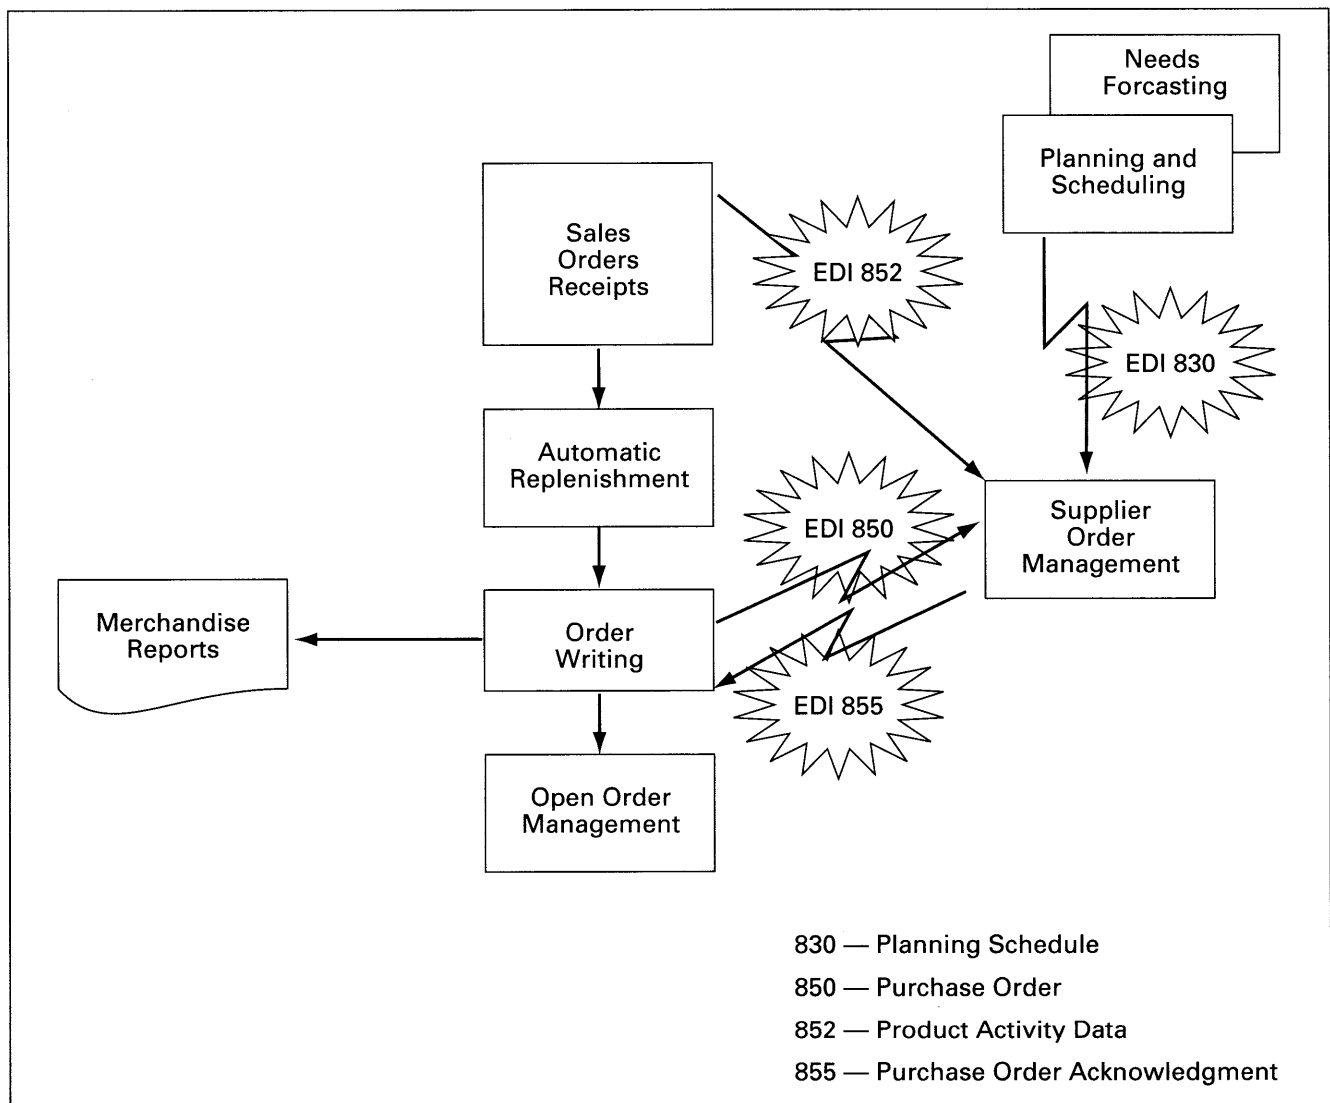 Needs
Forcasting
Planning and
Scheduling
Sales
Orders
Receipts
EDI 852
EDI 830
Automatic
Replenishment
EDI 850
Supplier
Order
Management
Merchandise
Reports
Order
Writing
EDI 855
Open Order
Management
830 — Planning Schedule
850 — Purchase Order
852 — Product Activity Data
855 — Purchase Order Acknowledgment